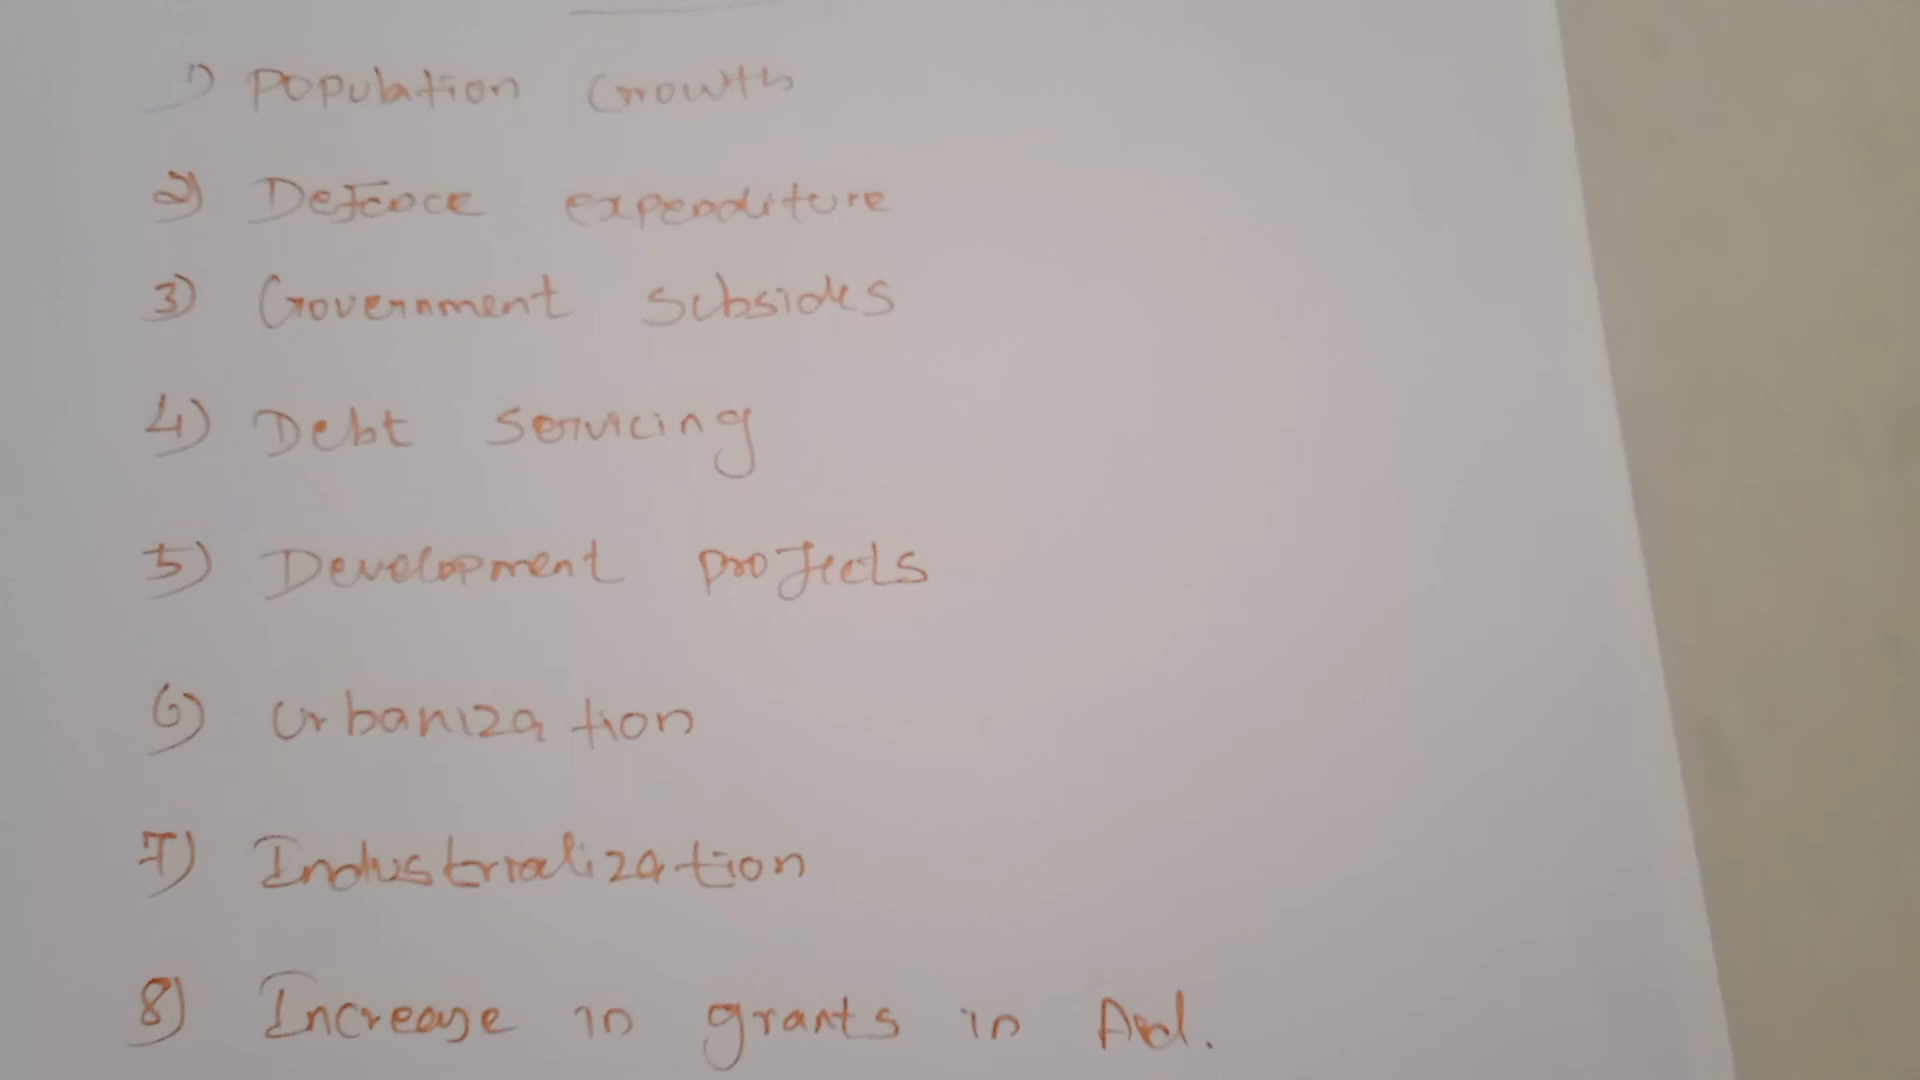 1) Population Growth
2) Defence expenditure
3) Government Subsides
4) Debt Servicing
5) Development projects
6) Urbanization
7) Industrialization
8) Increase in grants in Aid.